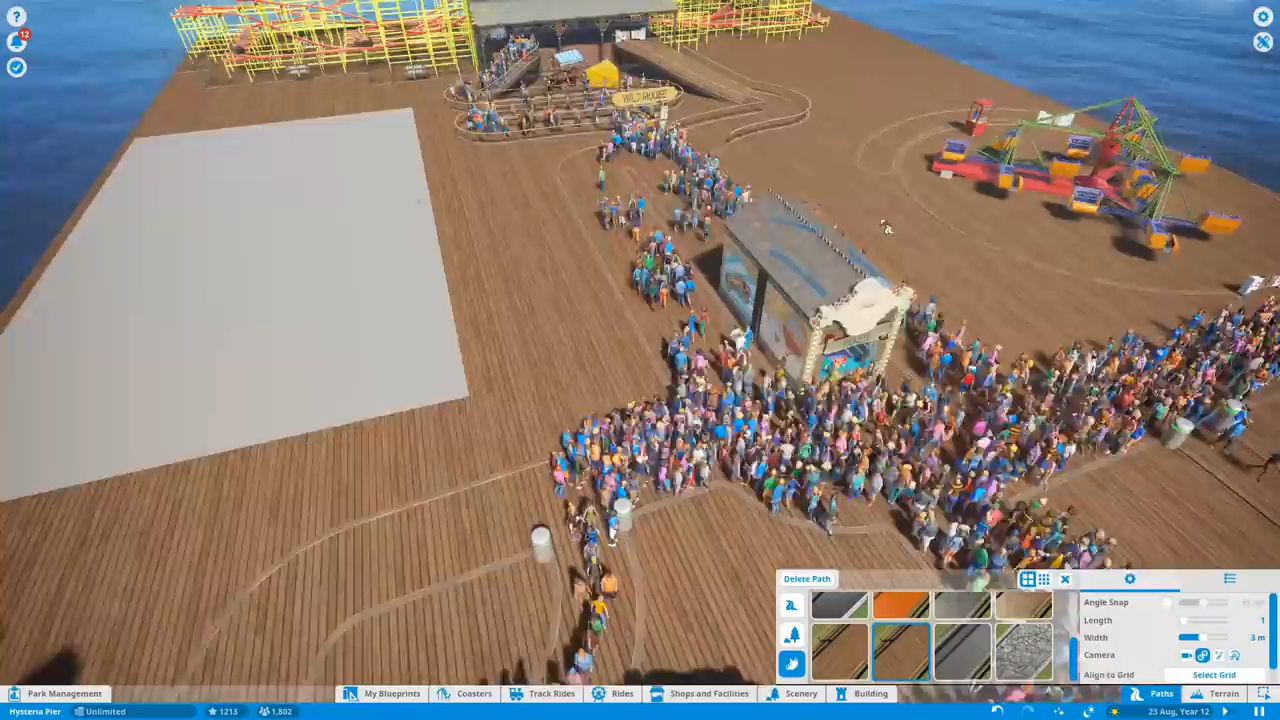 12
WILD MOUSE
Delete Path
Angle Snap
Length 1
Width 3 m
Camera
Align to Grid Select Grid
Park Management
My Blueprints
Coasters
Track Rides
Rides
Shops and Facilities
Scenery
Building
Paths
Terrain
Hysteria Pier
Unlimited
1213
1,802
23 Aug, Year 12